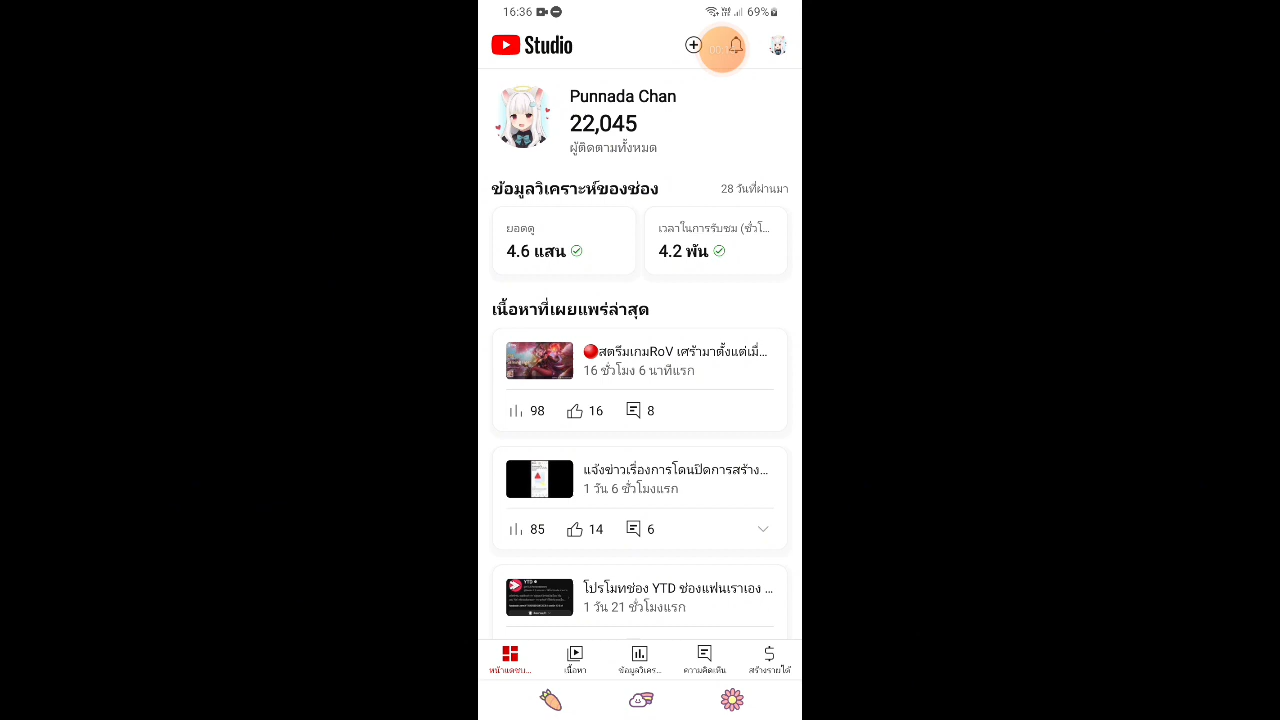 16:36 69%
Studio
Punnada Chan
22,045
ผู้ติดตามทั้งหมด
ข้อมูลวิเคราะห์ของช่อง 28 วันที่ผ่านมา
ยอดดู เวลาในการรับชม (ชั่วโ...
4.6 แสน 4.2 พัน
เนื้อหาที่เผยแพร่ล่าสุด
🔴สตรีมเกมRoV เศร้ามาตั้งแต่เมื่...
16 ชั่วโมง 6 นาทีแรก
98 16 8
แจ้งข่าวเรื่องการโดนปิดการสร้าง...
1 วัน 6 ชั่วโมงแรก
85 14 6
YTD
โปรโมทช่อง YTD ช่องแฟนเราเอง ...
1 วัน 21 ชั่วโมงแรก
หน้าแดชบ... เนื้อหา ข้อมูลวิเคร... ความคิดเห็น สร้างรายได้